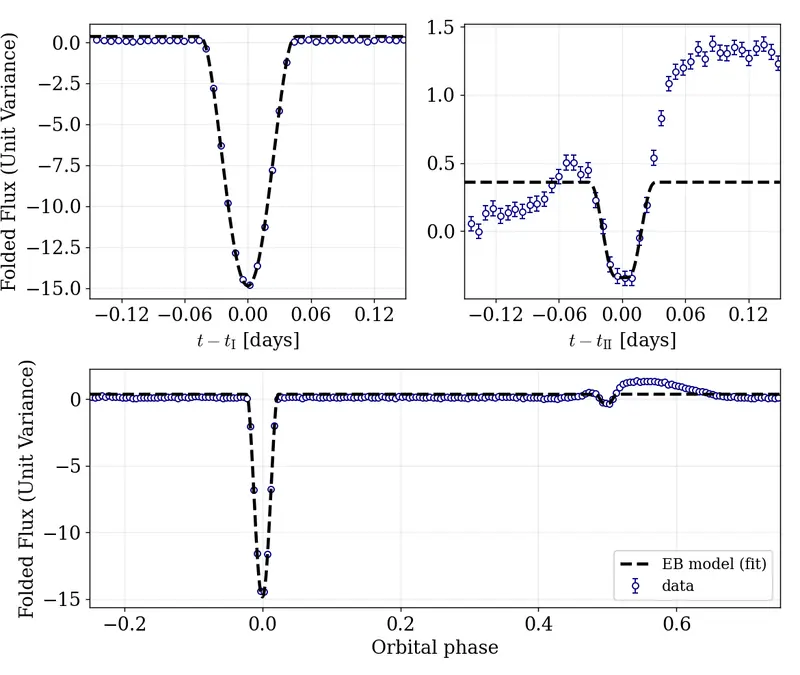 Folded Flux (Unit Variance)
0.0
−2.5
−5.0
−7.5
−10.0
−12.5
−15.0
−0.12 −0.06 0.00 0.06 0.12
t − tI [days]
1.5
1.0
0.5
0.0
−0.12 −0.06 0.00 0.06 0.12
t − tII [days]
Folded Flux (Unit Variance)
0
−5
−10
−15
−0.2 0.0 0.2 0.4 0.6
Orbital phase
EB model (fit)
data